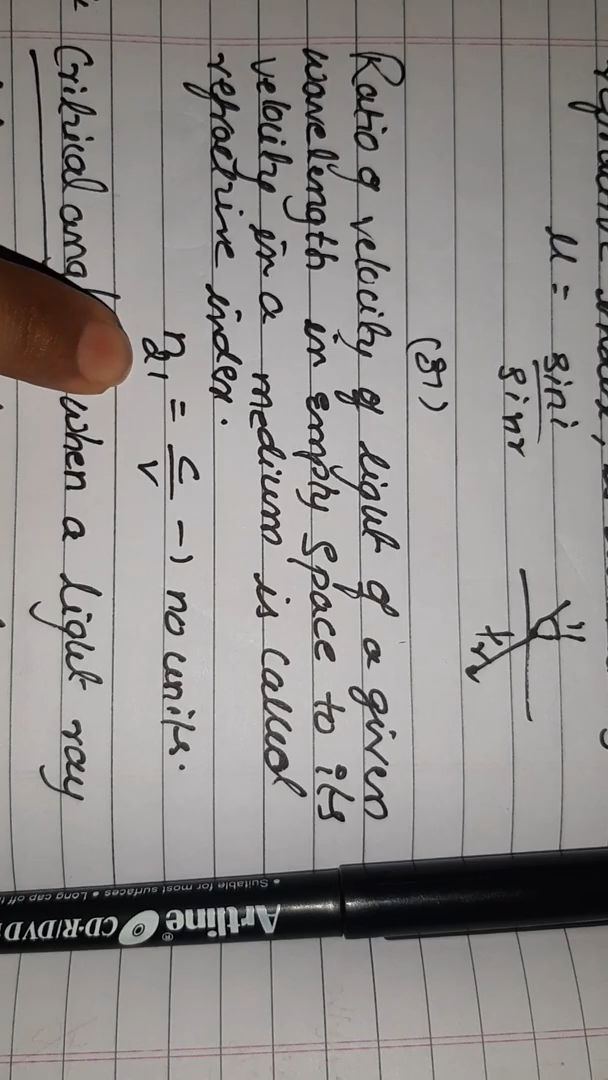 μ = sin i
sin r
(or)
Ratio of velocity of light of a given
wavelength in empty space to its
velocity in a medium is called
refractive index.
n21 = c/v → no units.
Critical when a light ray
Artline
CD-R/DVD
• Suitable for most surfaces • Long cap off